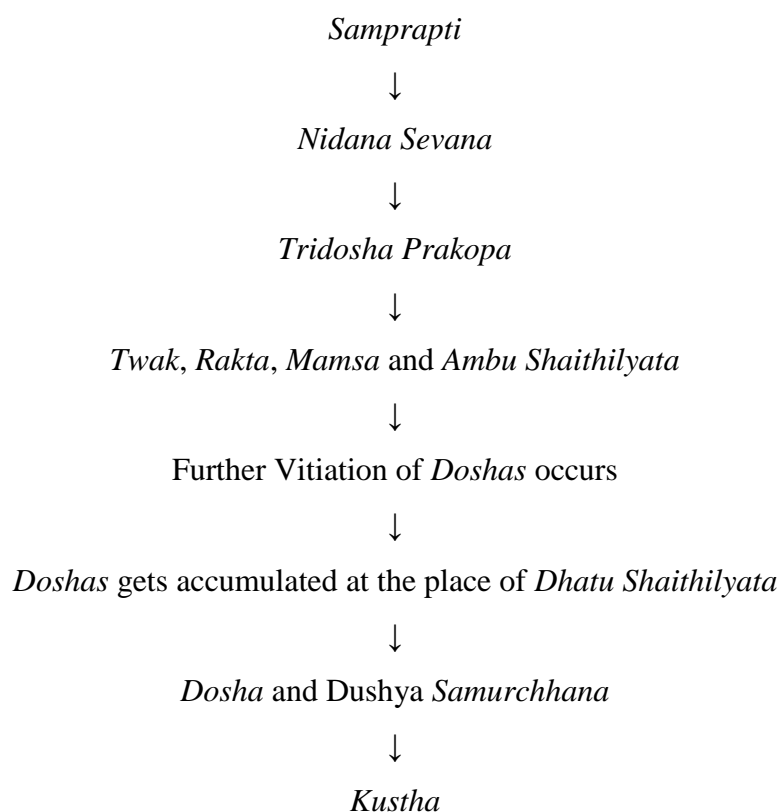 Samprapti
↓
Nidana Sevana
↓
Tridosha Prakopa
↓
Twak, Rakta, Mamsa and Ambu Shaithilyata
↓
Further Vitiation of Doshas occurs
↓
Doshas gets accumulated at the place of Dhatu Shaithilyata
↓
Dosha and Dushya Samurchhana
↓
Kustha